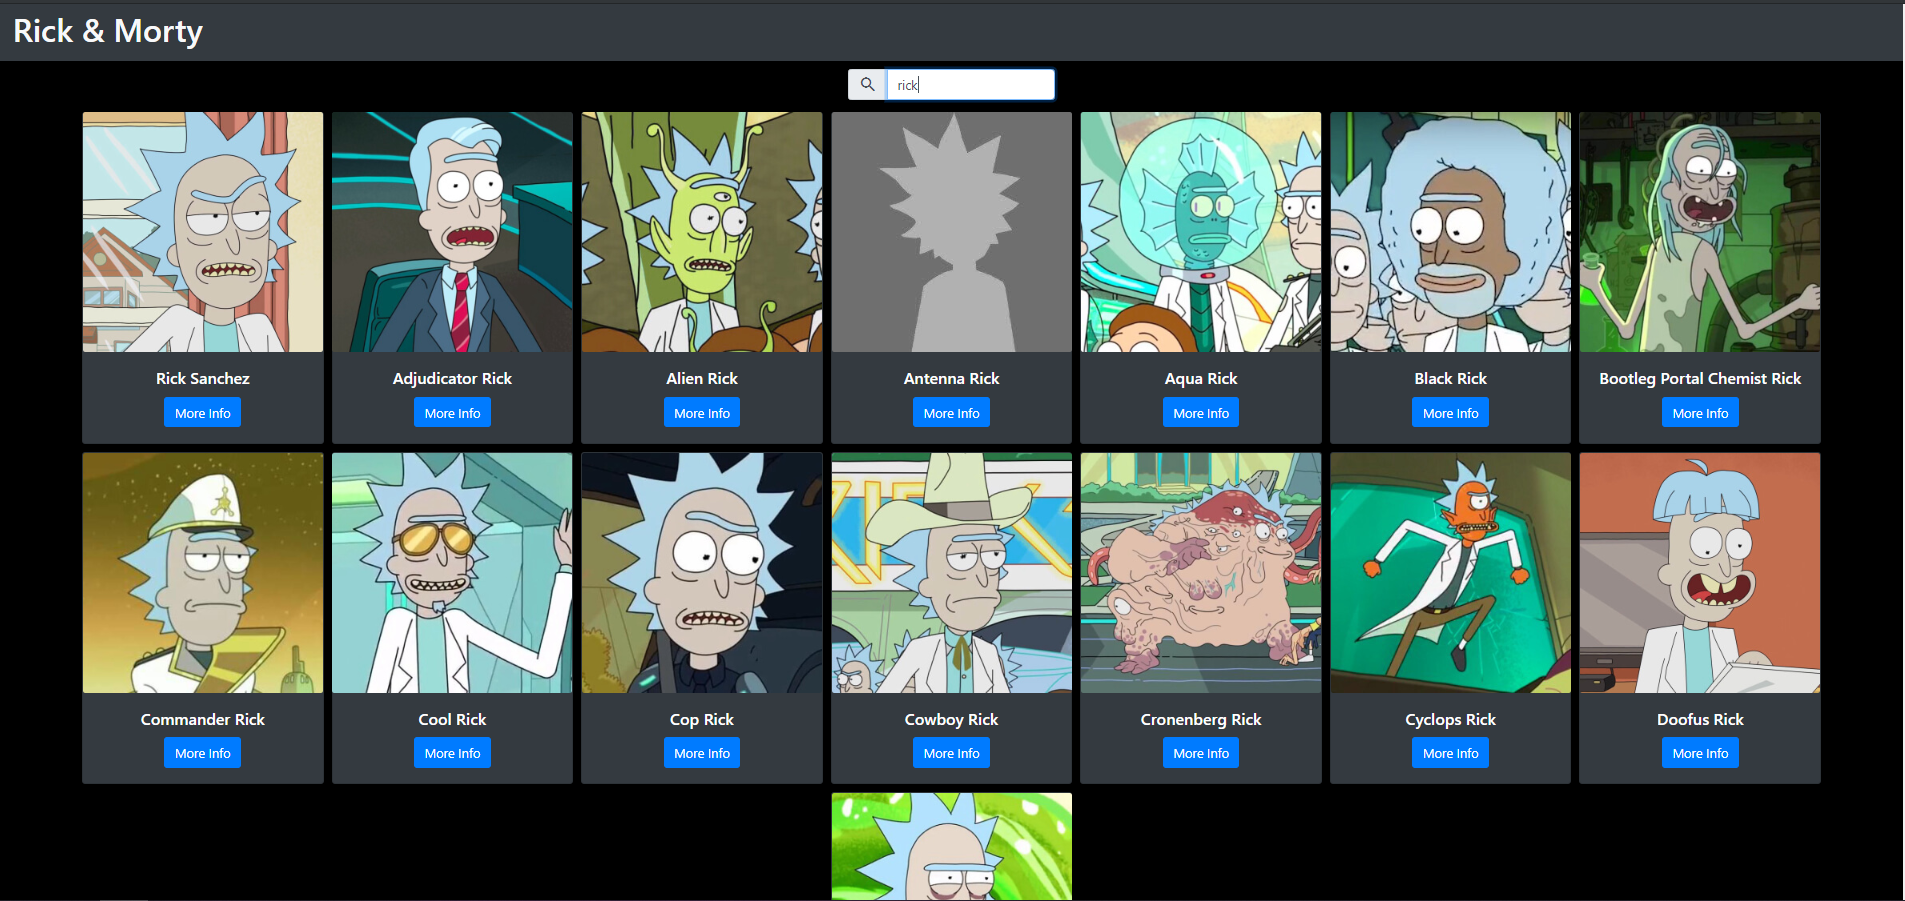 Rick & Morty
rick
Rick Sanchez
More Info
Adjudicator Rick
More Info
Alien Rick
More Info
Antenna Rick
More Info
Aqua Rick
More Info
Black Rick
More Info
Bootleg Portal Chemist Rick
More Info
Commander Rick
More Info
Cool Rick
More Info
Cop Rick
More Info
Cowboy Rick
More Info
Cronenberg Rick
More Info
Cyclops Rick
More Info
Doofus Rick
More Info